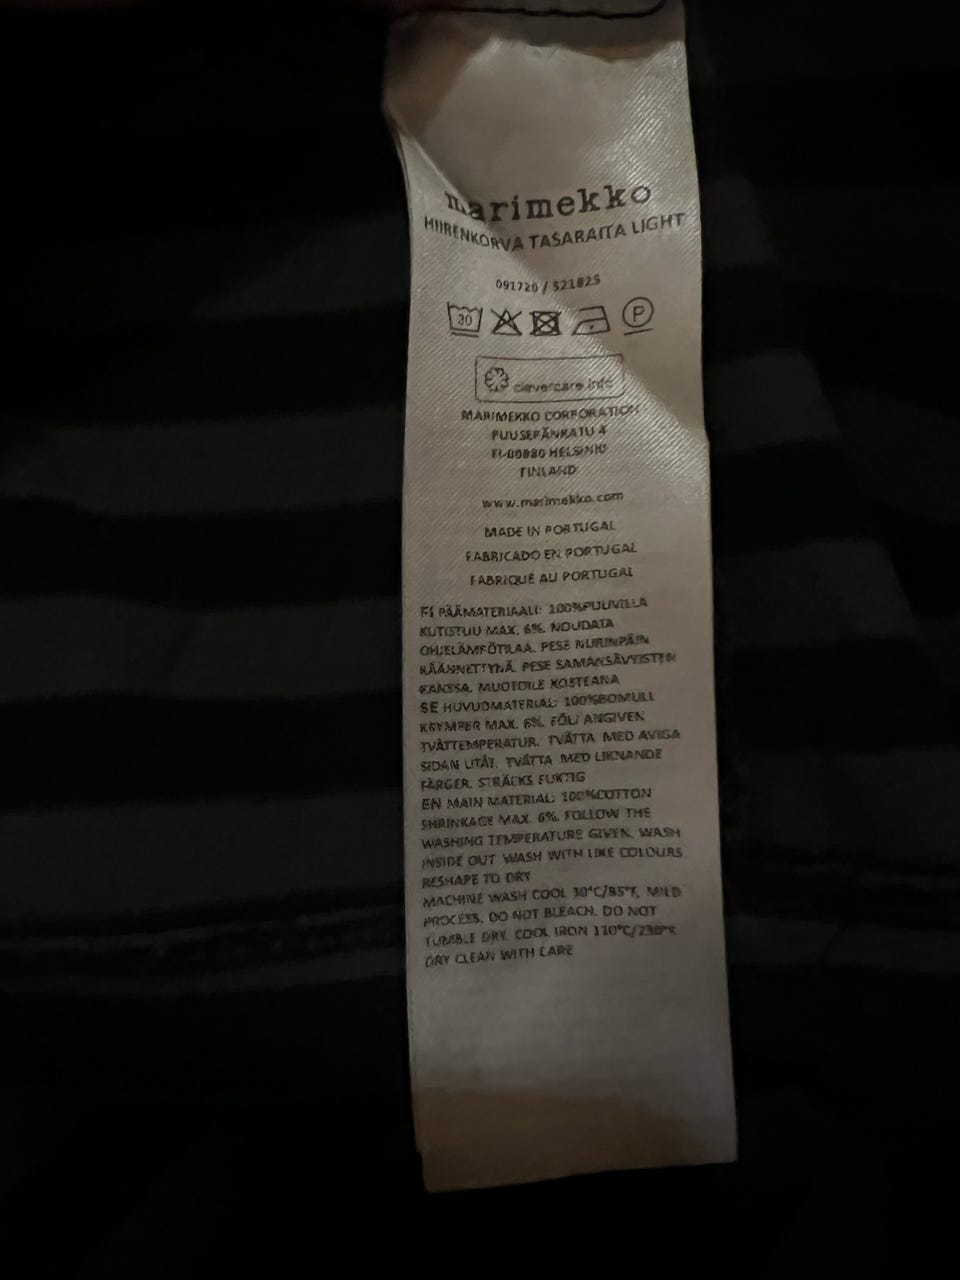 marimekko
HIIRENKORVA TASARAITA LIGHT
091720 / 521825
30
P
clevercare.info
MARIMEKKO CORPORATION
PUUSEPÄNKATU 4
FI-00880 HELSINKI
FINLAND
www.marimekko.com
MADE IN PORTUGAL
FABRICADO EN PORTUGAL
FABRIQUÉ AU PORTUGAL
FI PÄÄMATERIAALI: 100%PUUVILLA
KUTISTUU MAX. 6%. NOUDATA
OHJELÄMPÖTILAA. PESE NURINPÄIN
KÄÄNNETTYNÄ. PESE SAMANSÄVYISTEN
KANSSA. MUOTOILE KOSTEANA
SE HUVUDMATERIAL: 100%BOMULL
KRYMPER MAX. 6%. FÖLJ ANGIVEN
TVÄTTEMPERATUR. TVÄTTA MED AVIGA
SIDAN UTÅT. TVÄTTA MED LIKNANDE
FÄRGER. STRÄCKS FUKTIG
EN MAIN MATERIAL: 100%COTTON
SHRINKAGE MAX. 6%. FOLLOW THE
WASHING TEMPERATURE GIVEN. WASH
INSIDE OUT WASH WITH LIKE COLOURS
RESHAPE TO DRY
MACHINE WASH COOL 30°C/85°F, MILD
PROCESS. DO NOT BLEACH. DO NOT
TUMBLE DRY. COOL IRON 110°C/230°F.
DRY CLEAN WITH CARE